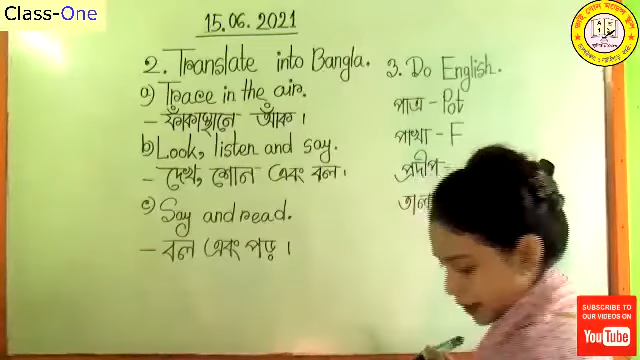 Class-One
15.06.2021
2. Translate into Bangla.
a) Trace in the air.
– ফাঁকাস্থানে আঁক।
b) Look, listen and say.
– দেখ, শোন এবং বল।
c) Say and read.
– বল এবং পড়।
3. Do English.
পাত্র – Pot
পাখা – F
প্রদীপ –
তালা
SUBSCRIBE TO
OUR VIDEOS ON
YouTube